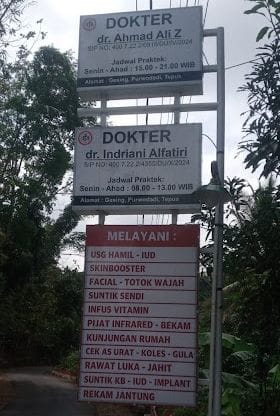 DOKTER
dr. Ahmad Ali Z
Jadwal Praktek:
Senin - Ahad : 15.00 - 21.00 WIB
Alamat : Gesing, Purwodadi, Tepus
DOKTER
dr. Indriani Alfatiri
Jadwal Praktek:
Senin - Ahad : 08.00 - 13.00 WIB
Alamat : Gesing, Purwodadi, Tepus
MELAYANI :
USG HAMIL - IUD
SKINBOOSTER
FACIAL - TOTOK WAJAH
SUNTIK SENDI
INFUS VITAMIN
PIJAT INFRARED - BEKAM
KUNJUNGAN RUMAH
CEK AS URAT - KOLES - GULA
RAWAT LUKA - JAHIT
SUNTIK KB - IUD - IMPLANT
REKAM JANTUNG